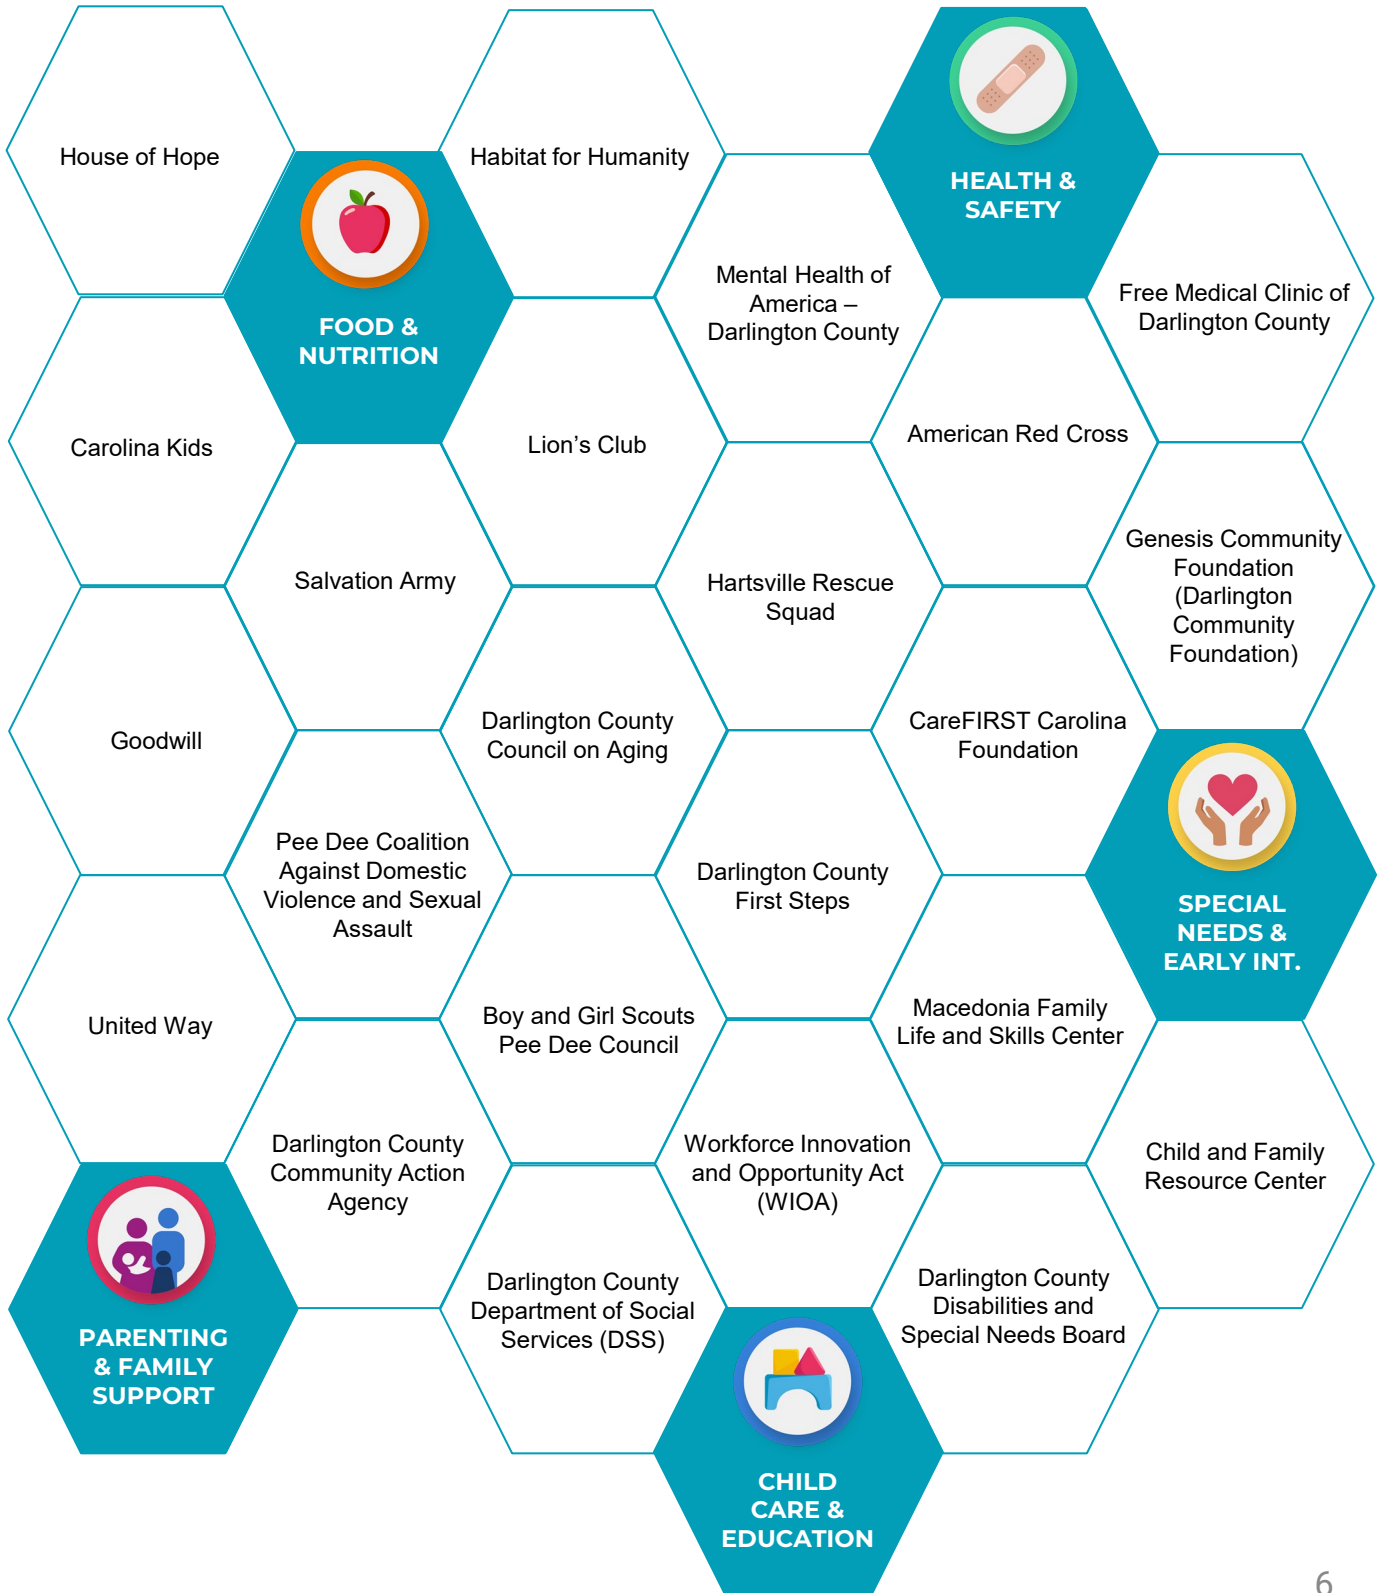 House of Hope
Habitat for Humanity
HEALTH &
SAFETY
FOOD &
NUTRITION
Mental Health of
America –
Darlington County
Free Medical Clinic of
Darlington County
Carolina Kids
Lion’s Club
American Red Cross
Salvation Army
Hartsville Rescue
Squad
Genesis Community
Foundation
(Darlington
Community
Foundation)
Goodwill
Darlington County
Council on Aging
CareFIRST Carolina
Foundation
Pee Dee Coalition
Against Domestic
Violence and Sexual
Assault
Darlington County
First Steps
SPECIAL
NEEDS &
EARLY INT.
United Way
Boy and Girl Scouts
Pee Dee Council
Macedonia Family
Life and Skills Center
Darlington County
Community Action
Agency
Workforce Innovation
and Opportunity Act
(WIOA)
Child and Family
Resource Center
PARENTING
& FAMILY
SUPPORT
Darlington County
Department of Social
Services (DSS)
Darlington County
Disabilities and
Special Needs Board
CHILD
CARE &
EDUCATION
6